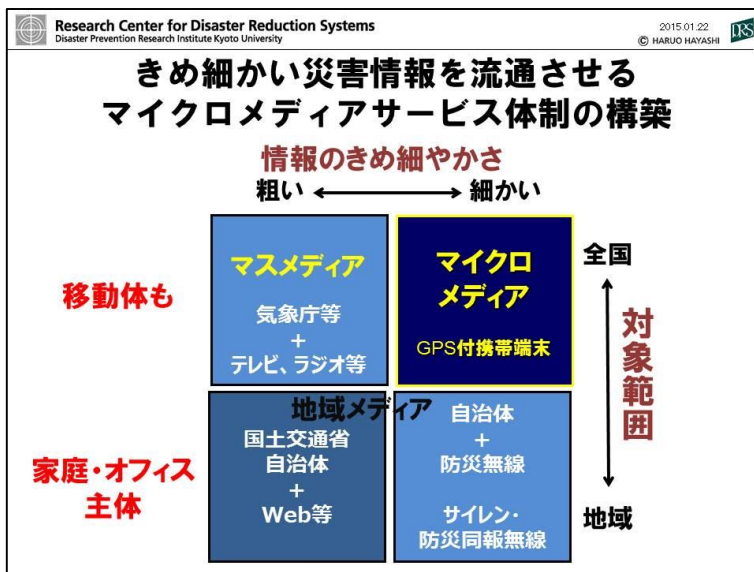 Research Center for Disaster Reduction Systems
Disaster Prevention Research Institute Kyoto University
2015.01.22
© HARUO HAYASHI
DRS
きめ細かい災害情報を流通させる
マイクロメディアサービス体制の構築
情報のきめ細やかさ
粗い
細かい
移動体も
マスメディア
気象庁等
+
テレビ、ラジオ等
マイクロ
メディア
GPS付携帯端末
全国
対象範囲
地域
地域メディア
家庭・オフィス
主体
国土交通省
自治体
+
Web等
自治体
+
防災無線
サイレン・
防災同報無線